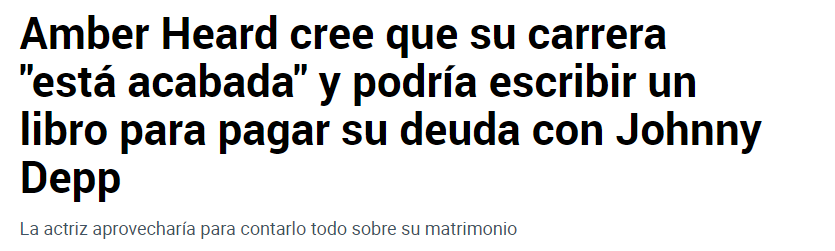 Amber Heard cree que su carrera
"está acabada" y podría escribir un
libro para pagar su deuda con Johnny
Depp
La actriz aprovecharía para contarlo todo sobre su matrimonio